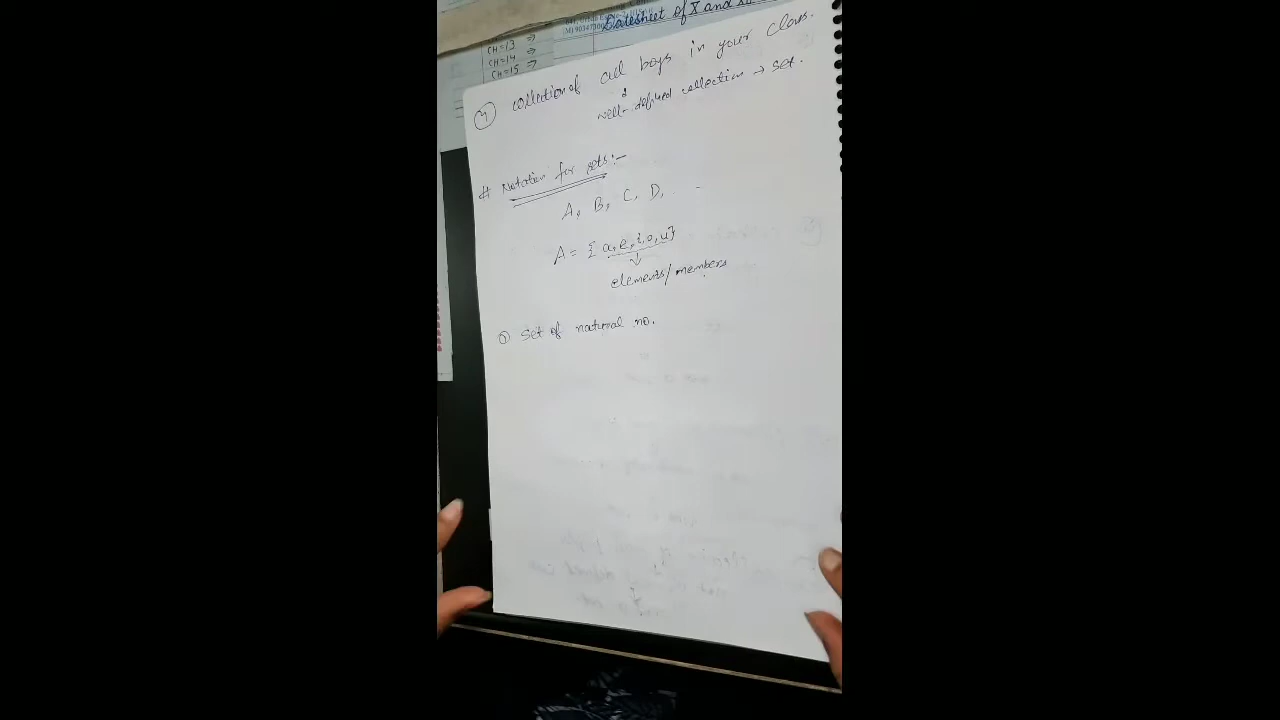 Datesheet of X and
CH=13 ⇒
CH=14 ⇒
CH=15 ⇒
4 collection of all boys in your class.
↓
well-defined collection → set.
# Notation for sets:-
A, B, C, D, . -
A = {a, e, i, o, u}
↓
elements/members
① Set of natural no.